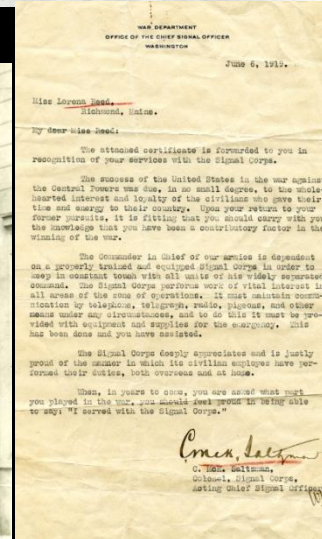 WAR DEPARTMENT
OFFICE OF THE CHIEF SIGNAL OFFICER
WASHINGTON
June 6, 1919.
Miss Lorena Reed,
Richmond, Maine.
My dear Miss Reed:
The attached certificate is forwarded to you in
recognition of your services with the Signal Corps.
The success of the United States in the war against
the Central Powers was due, in no small degree, to the whole-
hearted interest and loyalty of the civilians who gave their
time and energy to their country. Upon your return to your
former pursuits, it is fitting that you should carry with you
the knowledge that you have been a contributory factor in the
winning of the war.
The Commander in Chief of our armies is dependent
on a properly trained and equipped Signal Corps in order to
keep in constant touch with all units of his widely separated
command. The Signal Corps performs work of vital interest in
all areas of the zone of operations. It must maintain commu-
nication by telephone, telegraph, radio, pigeons, and other
means under any circumstances, and to do this it must be pro-
vided with equipment and supplies for the emergency. This
has been done and you have assisted.
The Signal Corps deeply appreciates and is justly
proud of the manner in which its civilian employes have per-
formed their duties, both overseas and at home.
When, in years to come, you are asked what part
you played in the war, you should feel proud in being able
to say: "I served with the Signal Corps."
C. McK. Saltzman
C. McK. Saltzman,
Colonel, Signal Corps,
Acting Chief Signal Officer